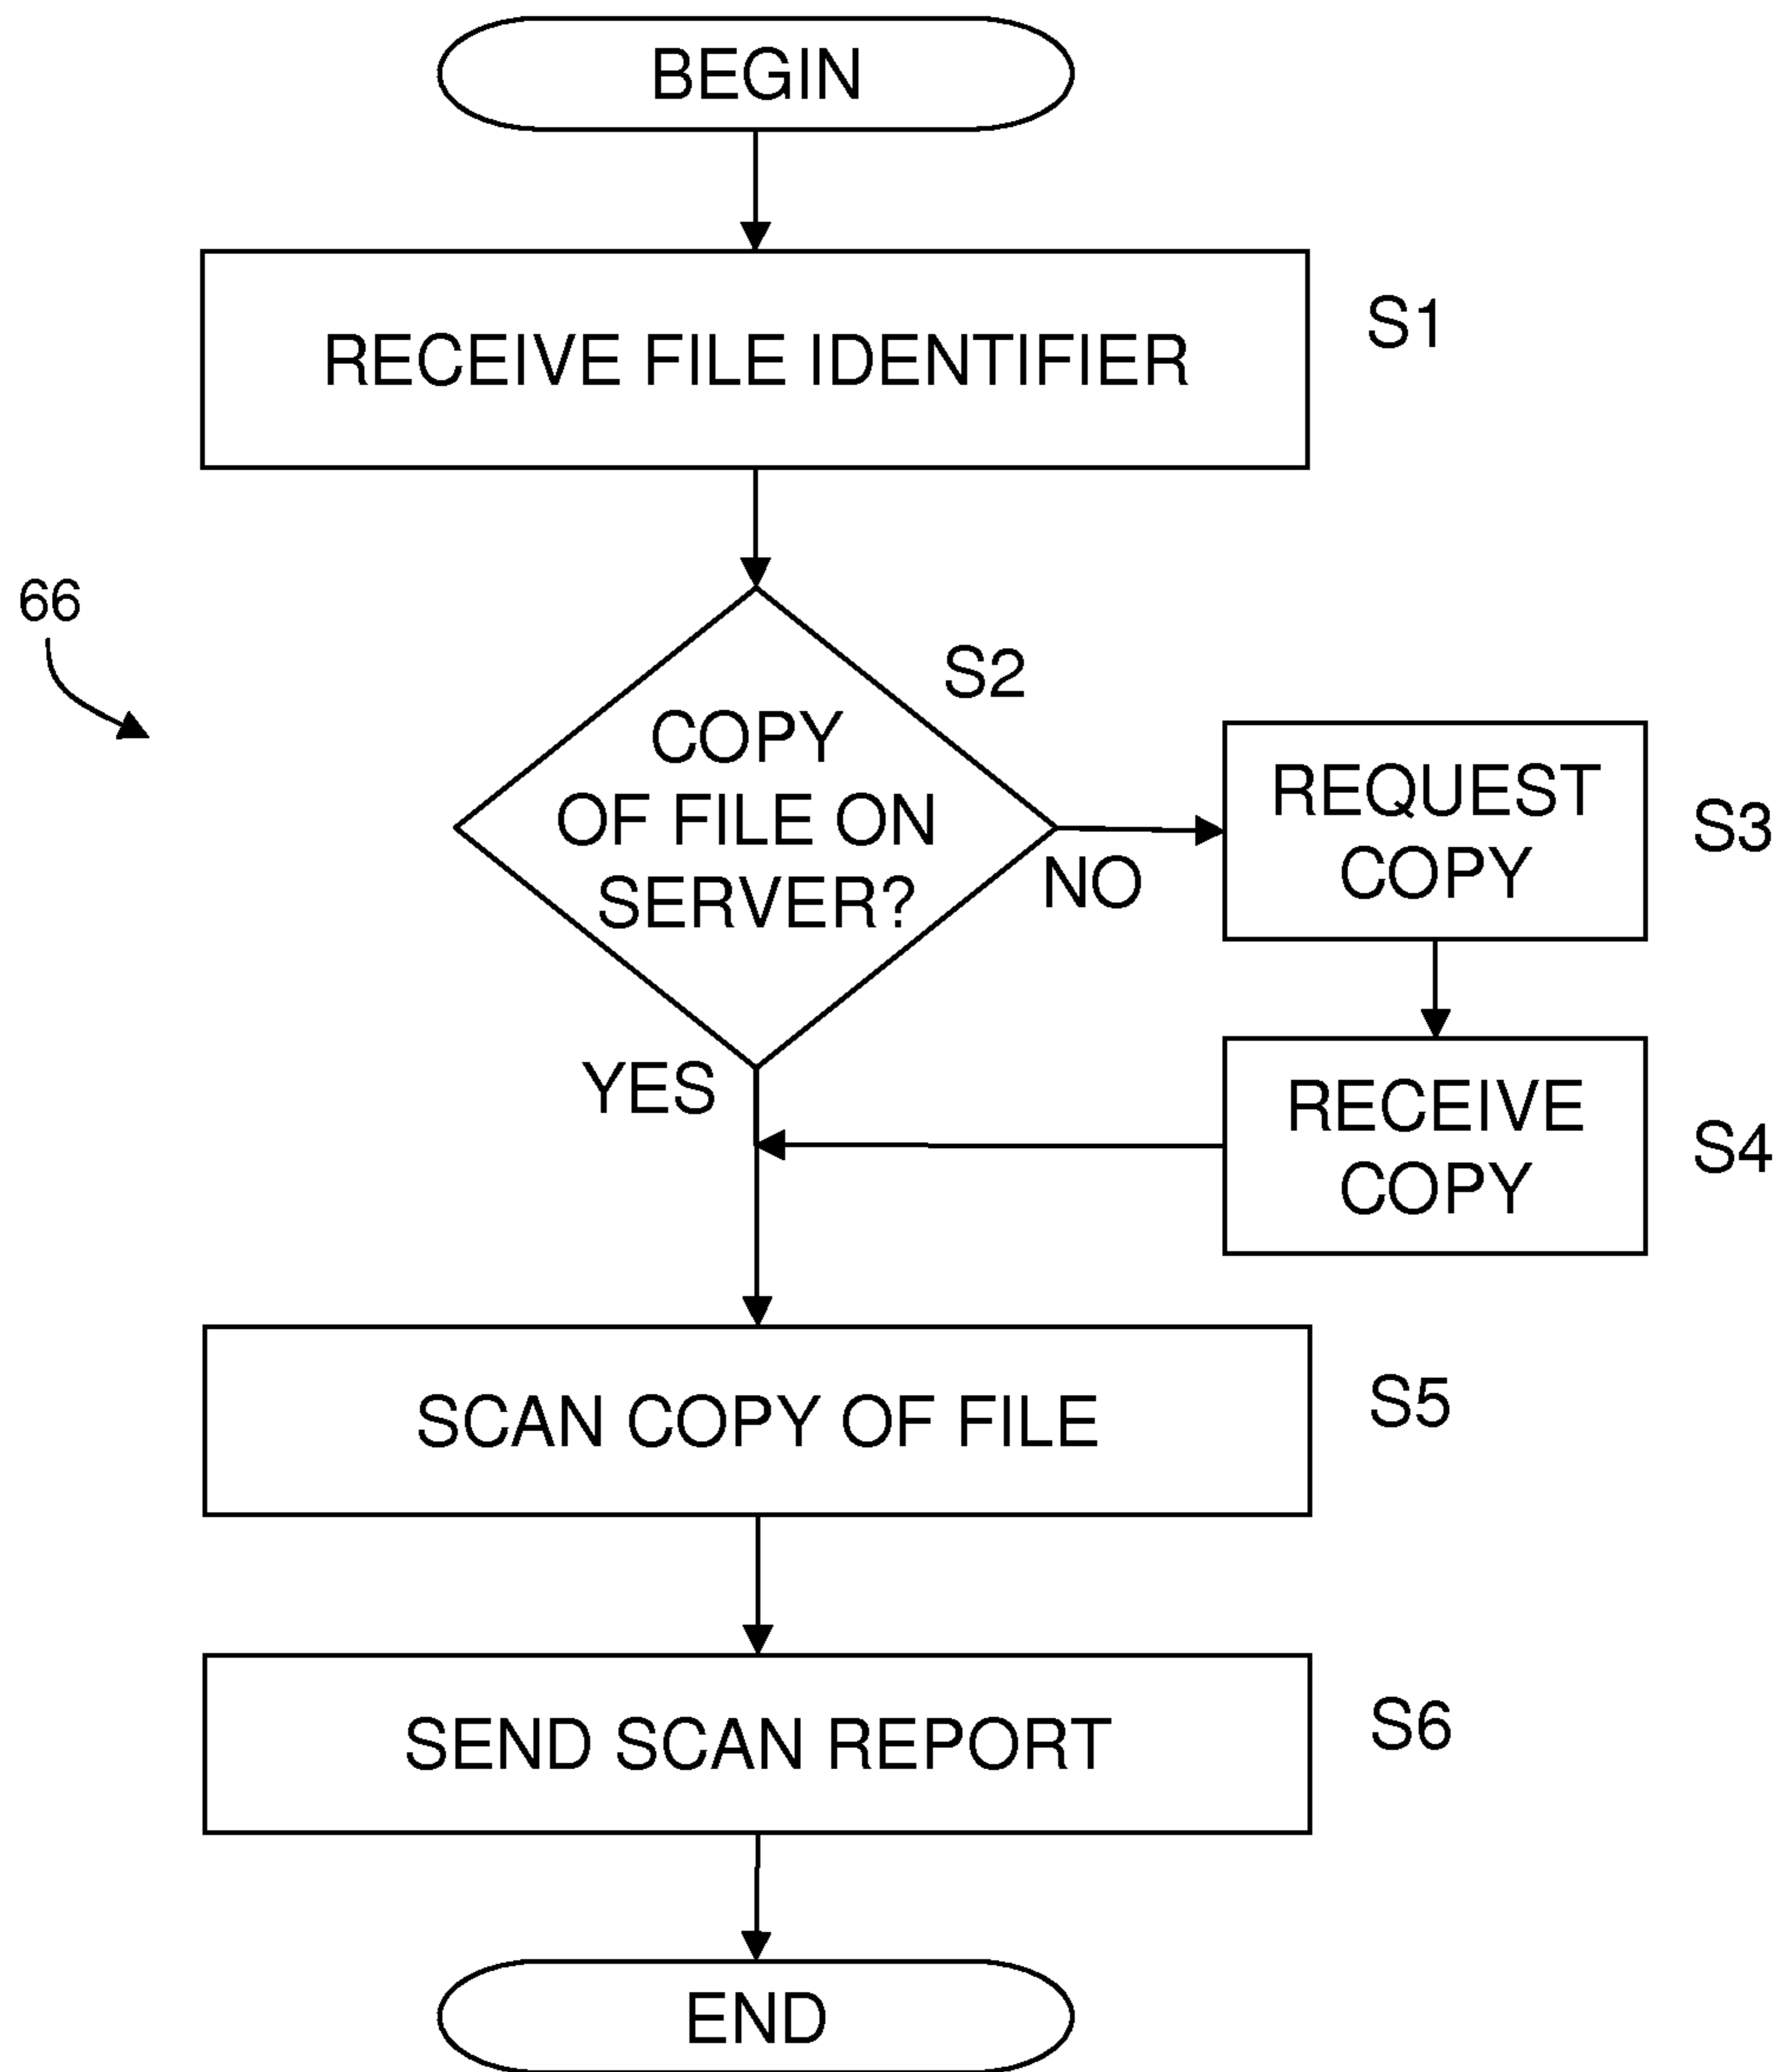 BEGIN
RECEIVE FILE IDENTIFIER
S1
66
S2
COPY
OF FILE ON
SERVER?
NO
REQUEST
COPY
S3
YES
RECEIVE
COPY
S4
SCAN COPY OF FILE
S5
SEND SCAN REPORT
S6
END